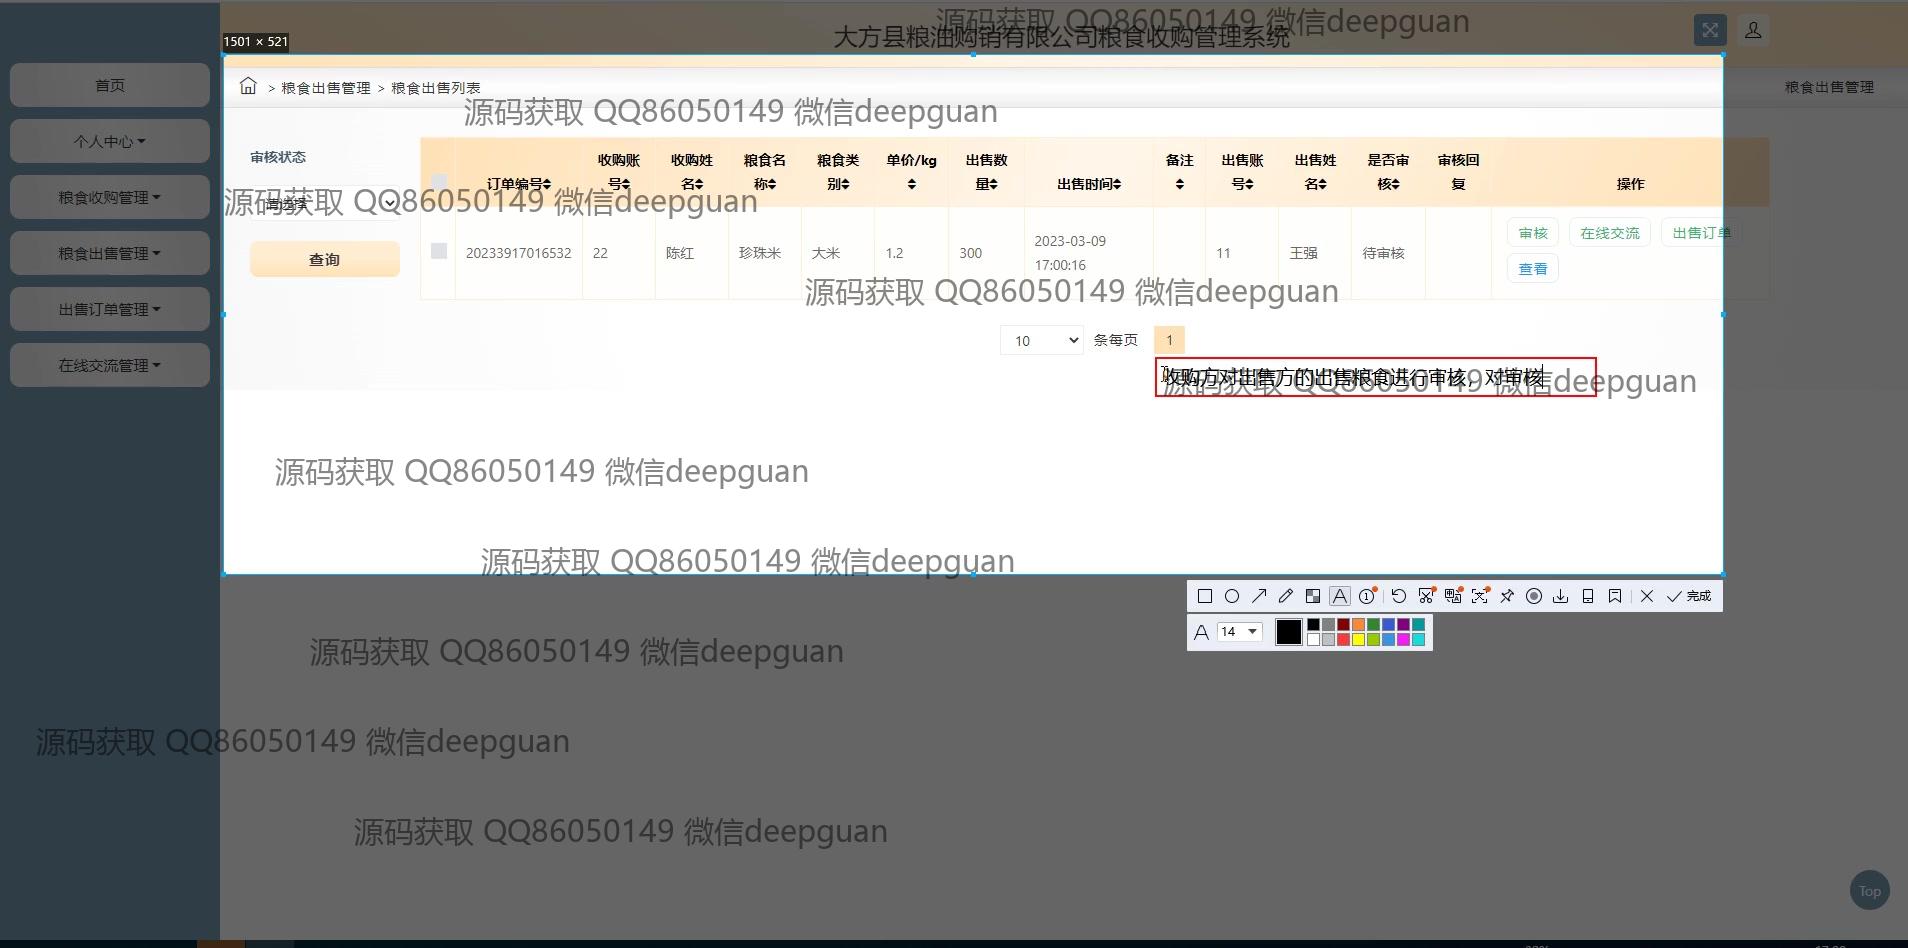 源码获取 QQ86050149 微信deepguan
大方县粮油购销有限公司粮食收购管理系统
1501 × 521
首页
个人中心
粮食收购管理
粮食出售管理
出售订单管理
在线交流管理
> 粮食出售管理 > 粮食出售列表
粮食出售管理
源码获取 QQ86050149 微信deepguan
审核状态
请选择
查询
订单编号 收购账号 收购姓名 粮食名称 粮食类别 单价/kg 出售数量 出售时间 备注 出售账号 出售姓名 是否审核 审核回复 操作
源码获取 QQ86050149 微信deepguan
20233917016532 22 陈红 珍珠米 大米 1.2 300 2023-03-09 17:00:16 11 王强 待审核 审核 在线交流 出售订单
查看
源码获取 QQ86050149 微信deepguan
10 条每页 1
收购方对出售方的出售粮食进行审核，对审核
源码获取 QQ86050149 微信deepguan
源码获取 QQ86050149 微信deepguan
源码获取 QQ86050149 微信deepguan
完成
A 14
源码获取 QQ86050149 微信deepguan
源码获取 QQ86050149 微信deepguan
源码获取 QQ86050149 微信deepguan
Top